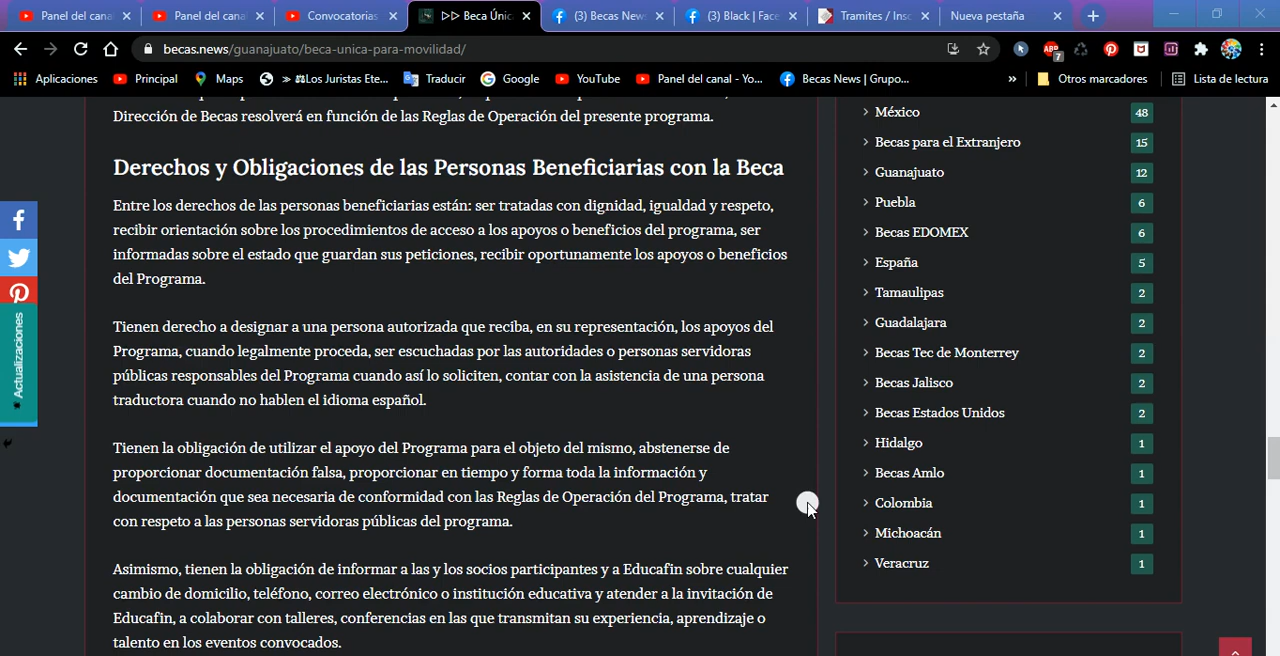 Panel del cana
Panel del cana
Convocatorias
▷▷ Beca Únic
(3) Becas New
(3) Black | Face
Tramites / Insc
Nueva pestaña
becas.news/guanajuato/beca-unica-para-movilidad/
7
Aplicaciones
Principal
Maps
» ⚖Los Juristas Ete...
Traducir
Google
YouTube
Panel del canal - Yo...
Becas News | Grupo...
»
Otros marcadores
Lista de lectura
Dirección de Becas resolverá en función de las Reglas de Operación del presente programa.
Derechos y Obligaciones de las Personas Beneficiarias con la Beca
Entre los derechos de las personas beneficiarias están: ser tratadas con dignidad, igualdad y respeto,
recibir orientación sobre los procedimientos de acceso a los apoyos o beneficios del programa, ser
informadas sobre el estado que guardan sus peticiones, recibir oportunamente los apoyos o beneficios
del Programa.
Tienen derecho a designar a una persona autorizada que reciba, en su representación, los apoyos del
Programa, cuando legalmente proceda, ser escuchadas por las autoridades o personas servidoras
públicas responsables del Programa cuando así lo soliciten, contar con la asistencia de una persona
traductora cuando no hablen el idioma español.
Tienen la obligación de utilizar el apoyo del Programa para el objeto del mismo, abstenerse de
proporcionar documentación falsa, proporcionar en tiempo y forma toda la información y
documentación que sea necesaria de conformidad con las Reglas de Operación del Programa, tratar
con respeto a las personas servidoras públicas del programa.
Asimismo, tienen la obligación de informar a las y los socios participantes y a Educafin sobre cualquier
cambio de domicilio, teléfono, correo electrónico o institución educativa y atender a la invitación de
Educafin, a colaborar con talleres, conferencias en las que transmitan su experiencia, aprendizaje o
talento en los eventos convocados.
Actualizaciones
México 48
Becas para el Extranjero 15
Guanajuato 12
Puebla 6
Becas EDOMEX 6
España 5
Tamaulipas 2
Guadalajara 2
Becas Tec de Monterrey 2
Becas Jalisco 2
Becas Estados Unidos 2
Hidalgo 1
Becas Amlo 1
Colombia 1
Michoacán 1
Veracruz 1